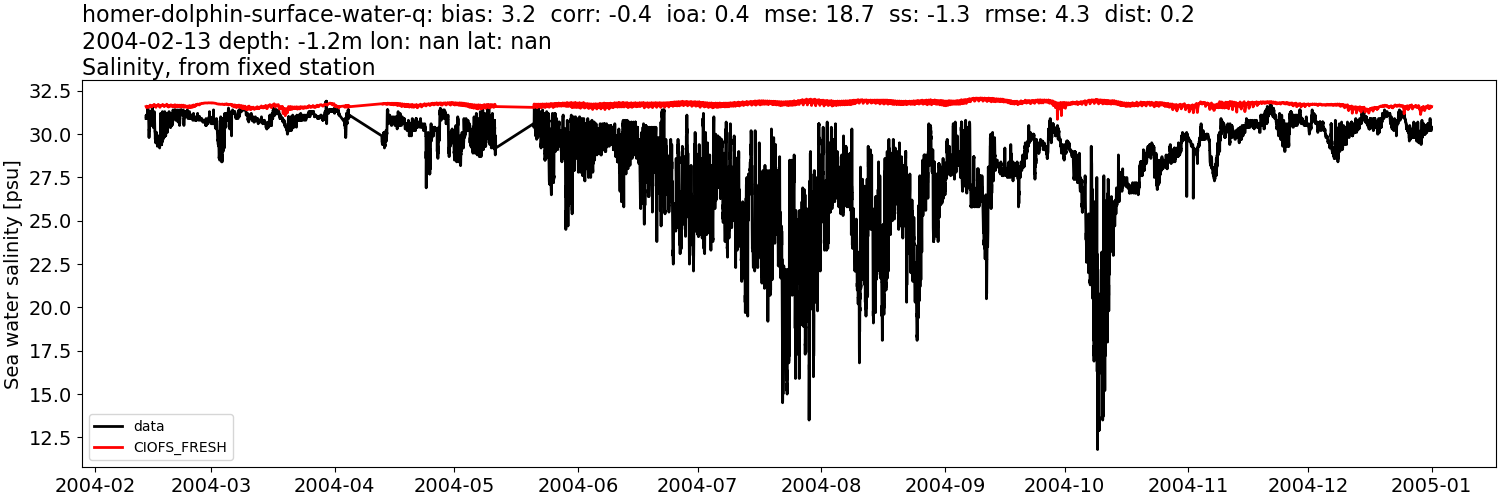 homer-dolphin-surface-water-q: bias: 3.2  corr: -0.4  ioa: 0.4  mse: 18.7  ss: -1.3  rmse: 4.3  dist: 0.2
2004-02-13 depth: -1.2m lon: nan lat: nan
Salinity, from fixed station
Sea water salinity [psu]
32.5
30.0
27.5
25.0
22.5
20.0
17.5
15.0
12.5
data
CIOFS_FRESH
2004-02 2004-03 2004-04 2004-05 2004-06 2004-07 2004-08 2004-09 2004-10 2004-11 2004-12 2005-01